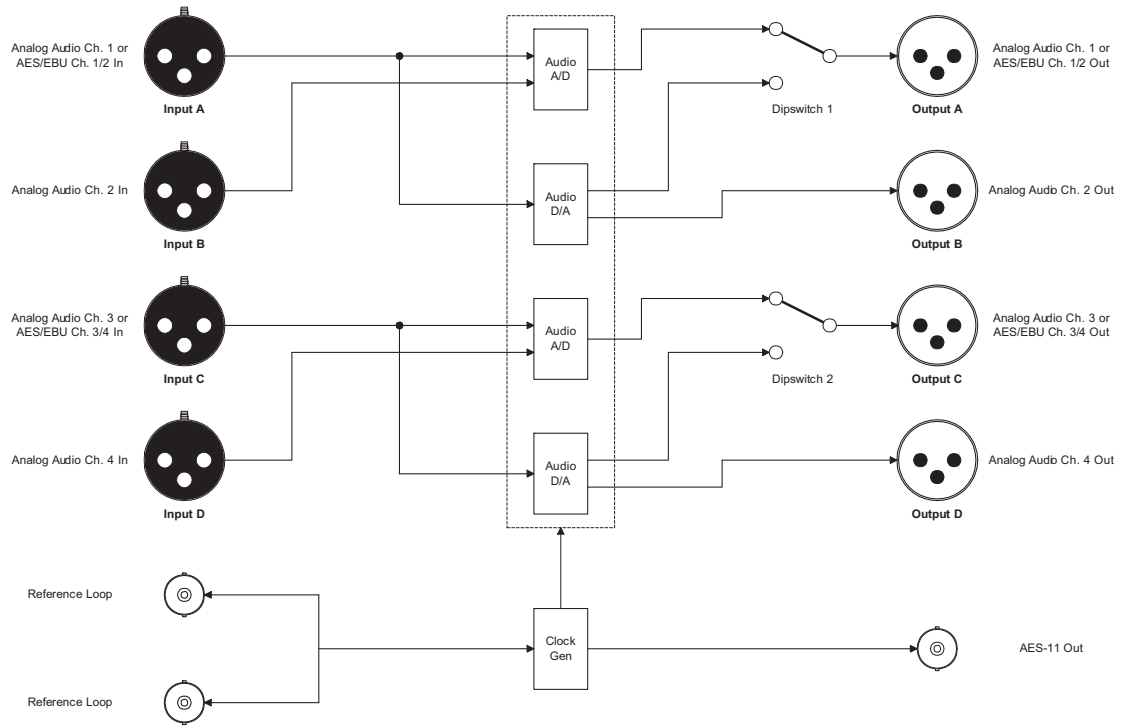 Analog Audio Ch. 1 or
AES/EBU Ch. 1/2 In
Input A
Audio
A/D
Dipswitch 1
Output A
Analog Audio Ch. 1 or
AES/EBU Ch. 1/2 Out
Analog Audio Ch. 2 In
Input B
Audio
D/A
Output B
Analog Audio Ch. 2 Out
Analog Audio Ch. 3 or
AES/EBU Ch. 3/4 In
Input C
Audio
A/D
Dipswitch 2
Output C
Analog Audio Ch. 3 or
AES/EBU Ch. 3/4 Out
Analog Audio Ch. 4 In
Input D
Audio
D/A
Output D
Analog Audio Ch. 4 Out
Reference Loop
Clock
Gen
AES-11 Out
Reference Loop